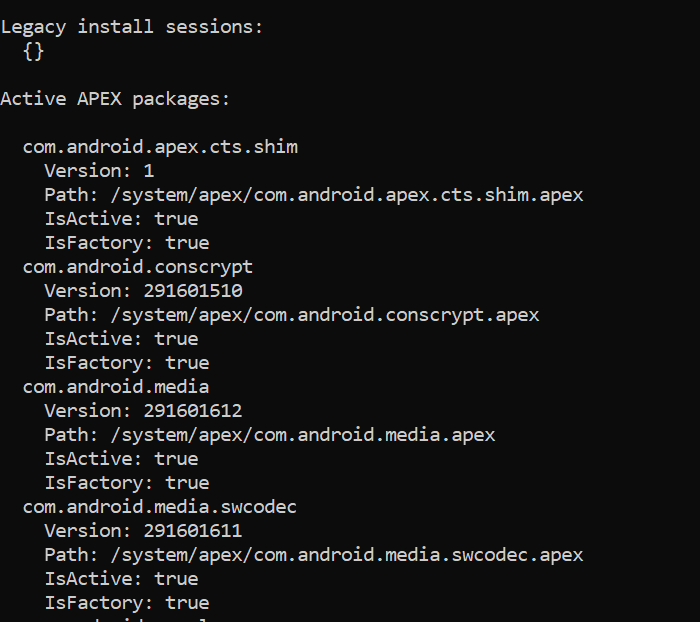 Legacy install sessions:
{}
Active APEX packages:
com.android.apex.cts.shim
Version: 1
Path: /system/apex/com.android.apex.cts.shim.apex
IsActive: true
IsFactory: true
com.android.conscrypt
Version: 291601510
Path: /system/apex/com.android.conscrypt.apex
IsActive: true
IsFactory: true
com.android.media
Version: 291601612
Path: /system/apex/com.android.media.apex
IsActive: true
IsFactory: true
com.android.media.swcodec
Version: 291601611
Path: /system/apex/com.android.media.swcodec.apex
IsActive: true
IsFactory: true